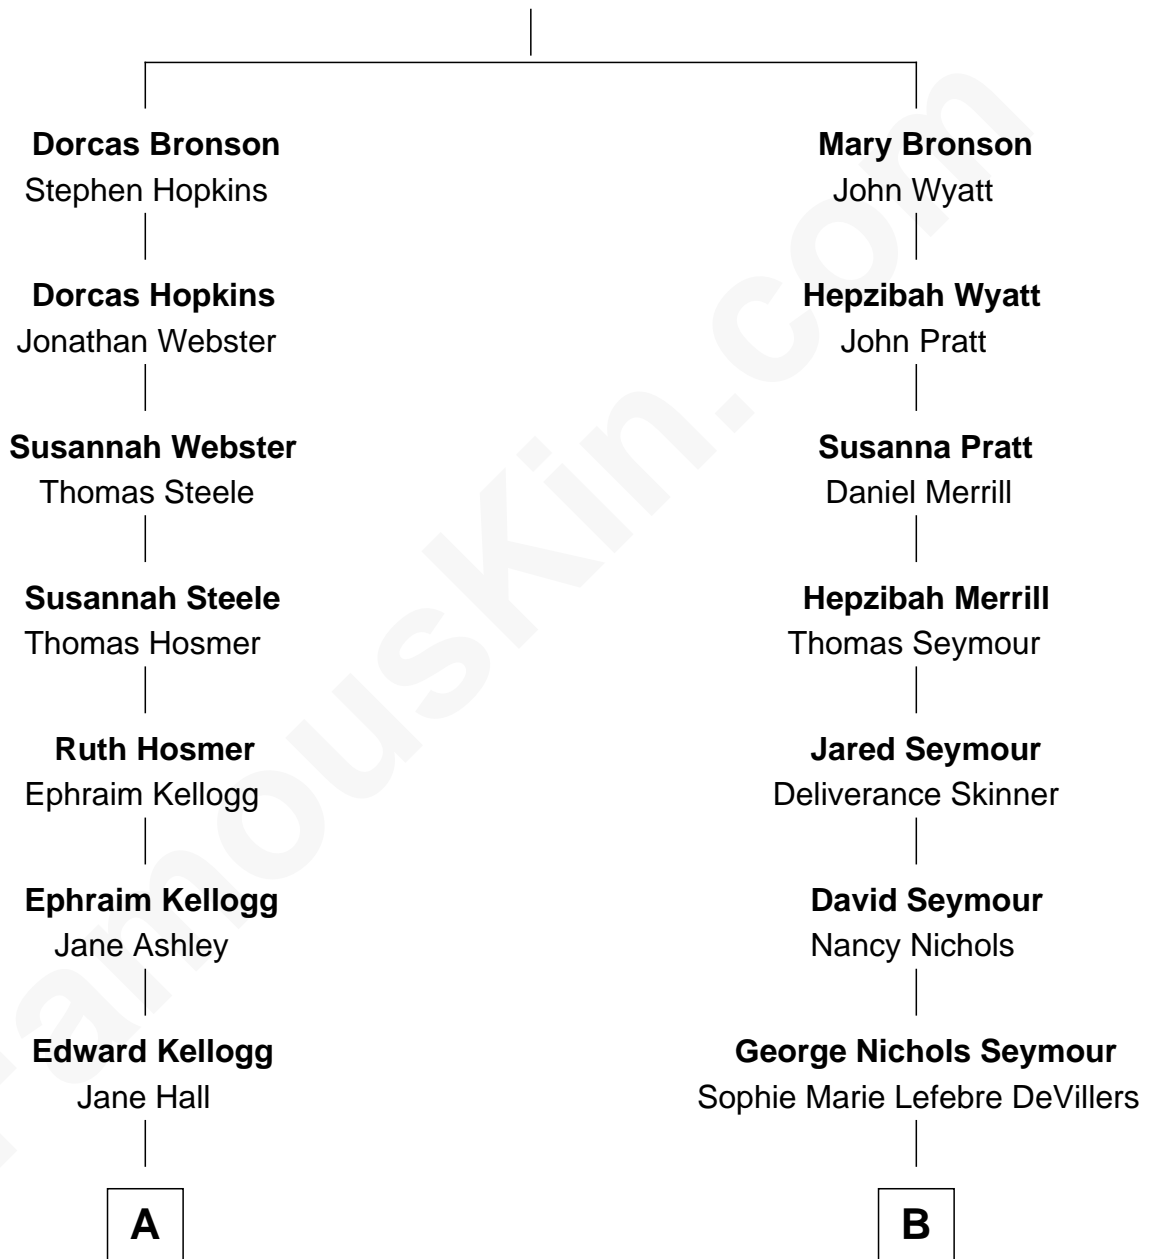 Dorcas Bronson
Stephen Hopkins
Dorcas Hopkins
Jonathan Webster
Susannah Webster
Thomas Steele
Susannah Steele
Thomas Hosmer
Ruth Hosmer
Ephraim Kellogg
Ephraim Kellogg
Jane Ashley
Edward Kellogg
Jane Hall
A
Mary Bronson
John Wyatt
Hepzibah Wyatt
John Pratt
Susanna Pratt
Daniel Merrill
Hepzibah Merrill
Thomas Seymour
Jared Seymour
Deliverance Skinner
David Seymour
Nancy Nichols
George Nichols Seymour
Sophie Marie Lefebre DeVillers
B
FamousKin.com